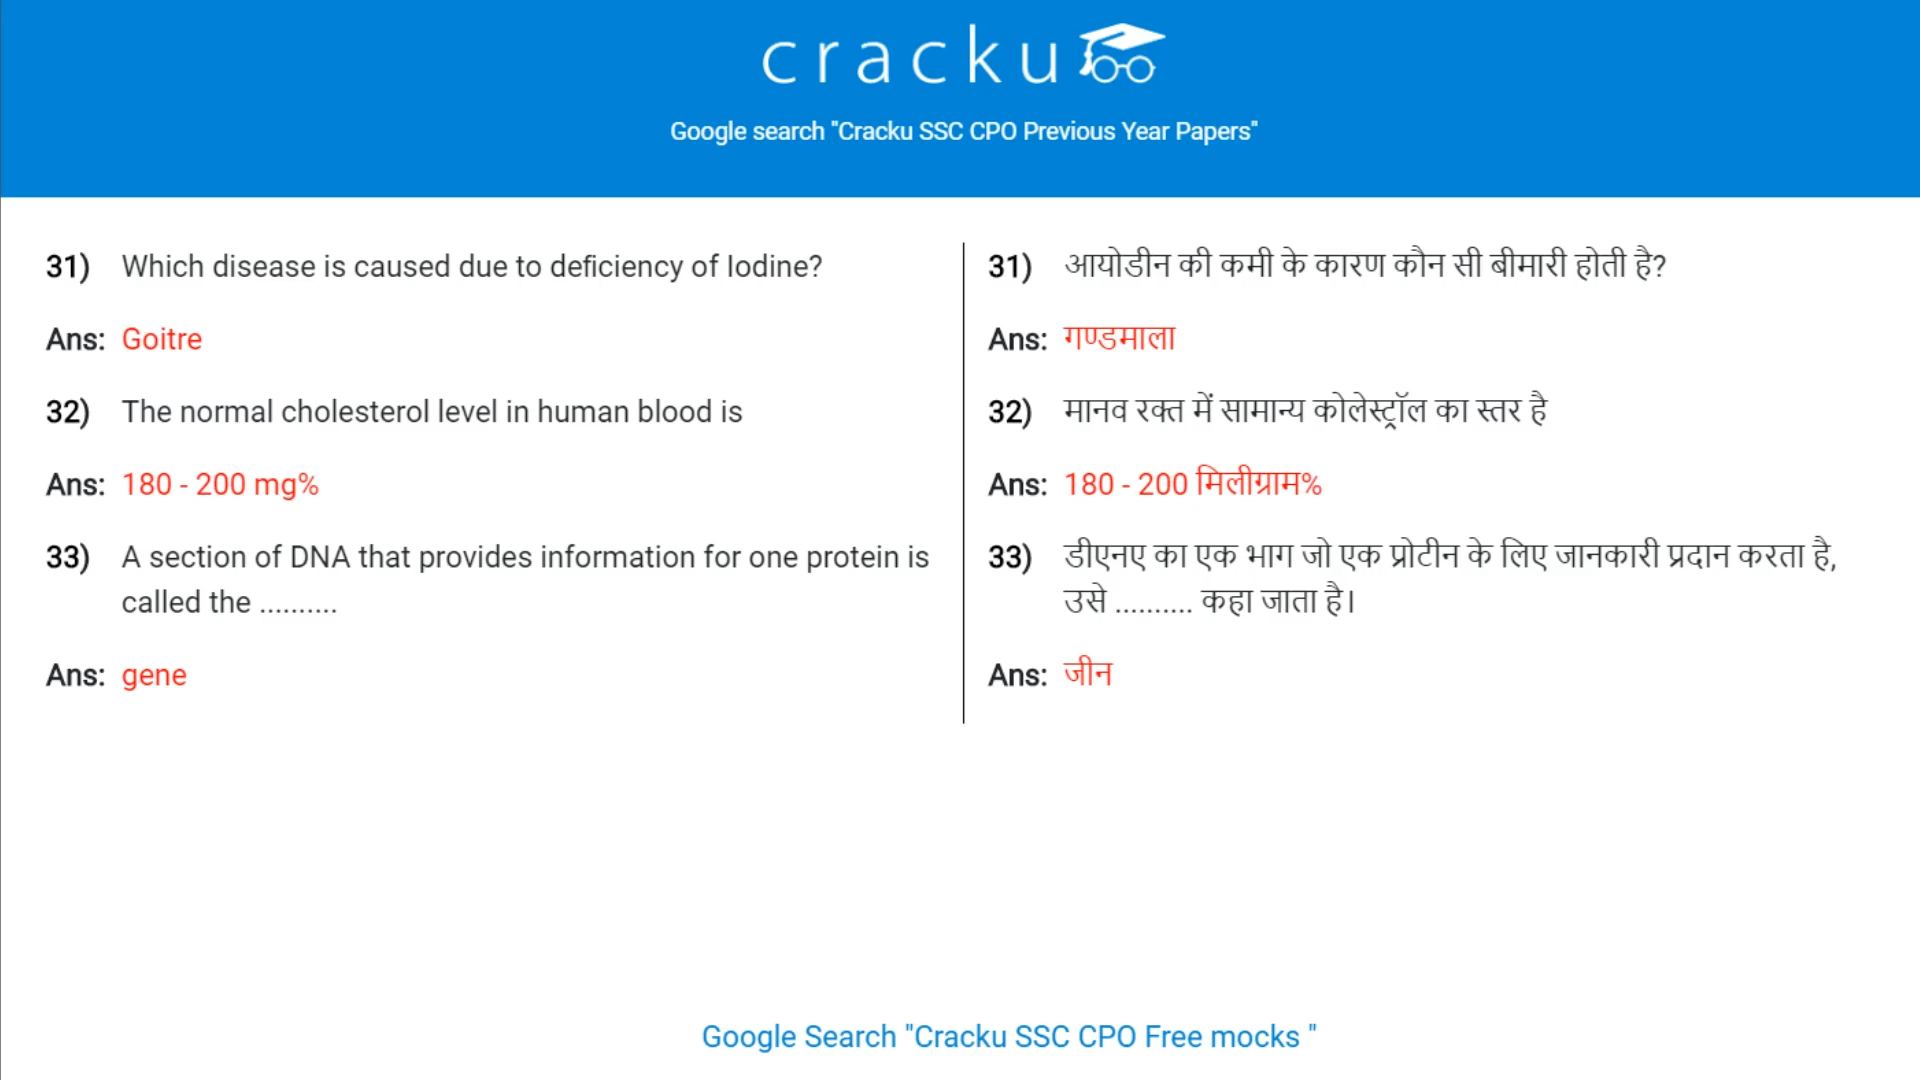 cracku
Google search "Cracku SSC CPO Previous Year Papers"
31) Which disease is caused due to deficiency of Iodine?
Ans: Goitre
32) The normal cholesterol level in human blood is
Ans: 180 - 200 mg%
33) A section of DNA that provides information for one protein is
called the ..........
Ans: gene
31) आयोडीन की कमी के कारण कौन सी बीमारी होती है?
Ans: गण्डमाला
32) मानव रक्त में सामान्य कोलेस्ट्रॉल का स्तर है
Ans: 180 - 200 मिलीग्राम%
33) डीएनए का एक भाग जो एक प्रोटीन के लिए जानकारी प्रदान करता है,
उसे .......... कहा जाता है।
Ans: जीन
Google Search "Cracku SSC CPO Free mocks "